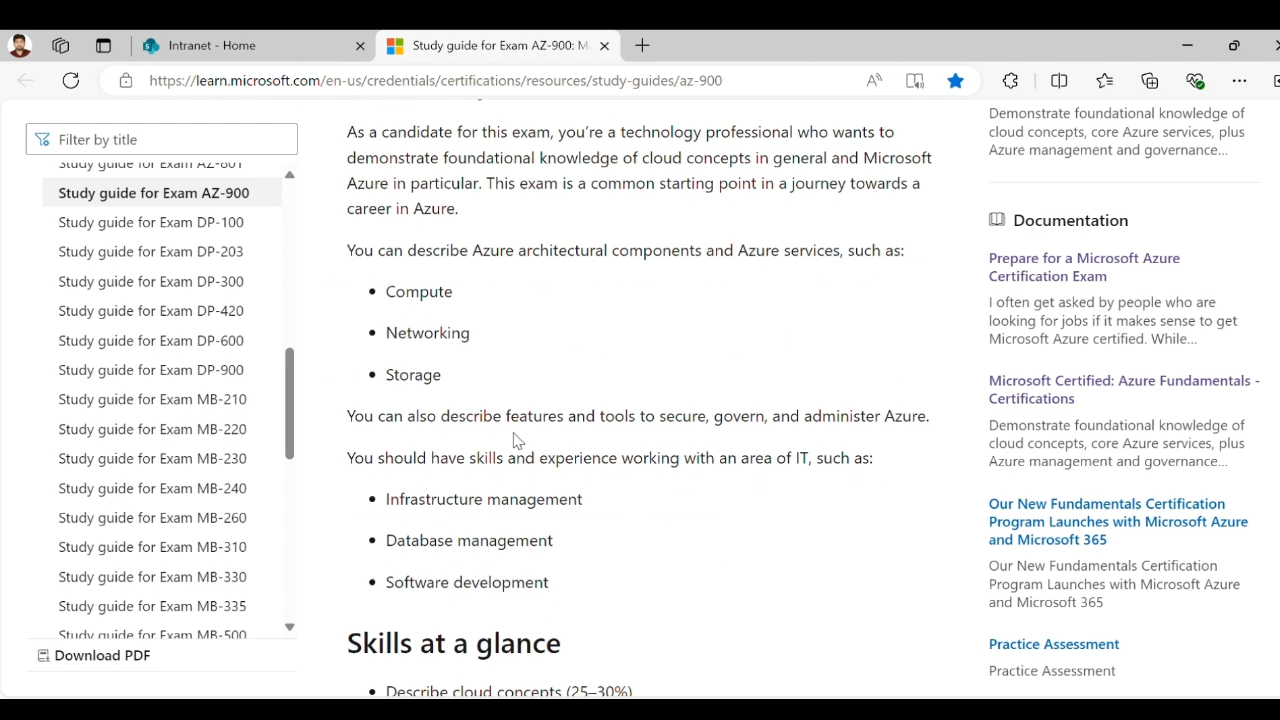 Intranet - Home
Study guide for Exam AZ-900: M
https://learn.microsoft.com/en-us/credentials/certifications/resources/study-guides/az-900
Filter by title
Study guide for Exam AZ-801
Study guide for Exam AZ-900
Study guide for Exam DP-100
Study guide for Exam DP-203
Study guide for Exam DP-300
Study guide for Exam DP-420
Study guide for Exam DP-600
Study guide for Exam DP-900
Study guide for Exam MB-210
Study guide for Exam MB-220
Study guide for Exam MB-230
Study guide for Exam MB-240
Study guide for Exam MB-260
Study guide for Exam MB-310
Study guide for Exam MB-330
Study guide for Exam MB-335
Study guide for Exam MB-500
Download PDF
As a candidate for this exam, you're a technology professional who wants to
demonstrate foundational knowledge of cloud concepts in general and Microsoft
Azure in particular. This exam is a common starting point in a journey towards a
career in Azure.
You can describe Azure architectural components and Azure services, such as:
• Compute
• Networking
• Storage
You can also describe features and tools to secure, govern, and administer Azure.
You should have skills and experience working with an area of IT, such as:
• Infrastructure management
• Database management
• Software development
Skills at a glance
• Describe cloud concepts (25–30%)
Demonstrate foundational knowledge of
cloud concepts, core Azure services, plus
Azure management and governance...
Documentation
Prepare for a Microsoft Azure
Certification Exam
I often get asked by people who are
looking for jobs if it makes sense to get
Microsoft Azure certified. While...
Microsoft Certified: Azure Fundamentals -
Certifications
Demonstrate foundational knowledge of
cloud concepts, core Azure services, plus
Azure management and governance...
Our New Fundamentals Certification
Program Launches with Microsoft Azure
and Microsoft 365
Our New Fundamentals Certification
Program Launches with Microsoft Azure
and Microsoft 365
Practice Assessment
Practice Assessment